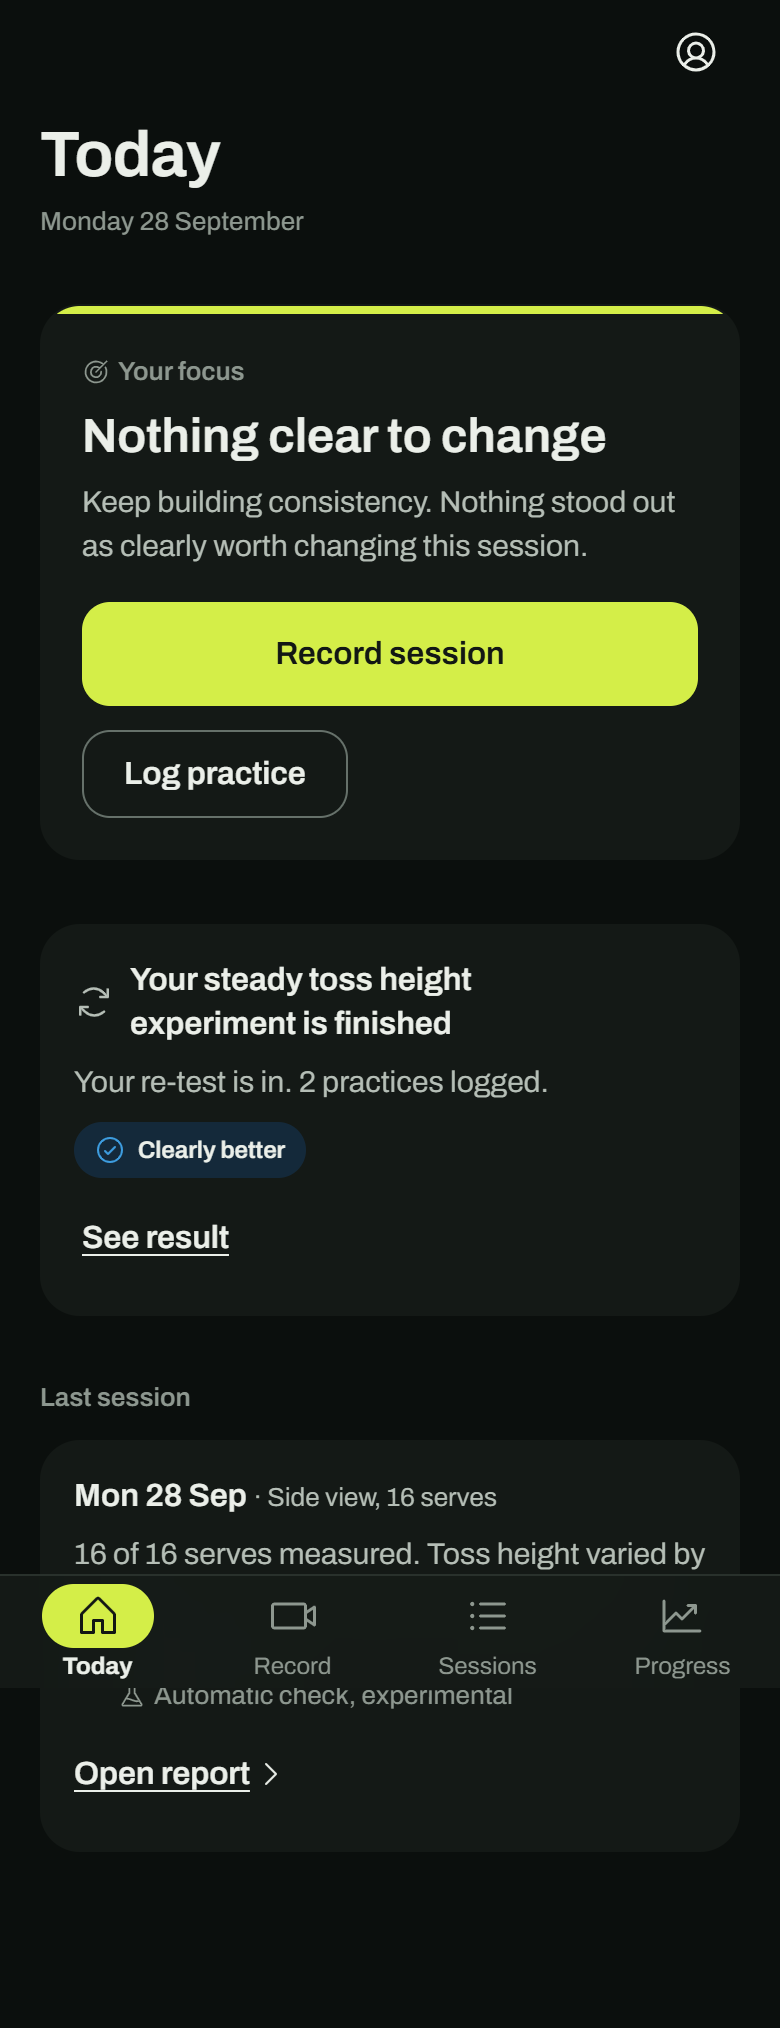 Today
Monday 28 September
Your focus
Nothing clear to change
Keep building consistency. Nothing stood out
as clearly worth changing this session.
Record session
Log practice
Your steady toss height
experiment is finished
Your re-test is in. 2 practices logged.
Clearly better
See result
Last session
Mon 28 Sep · Side view, 16 serves
16 of 16 serves measured. Toss height varied by
Today
Record
Sessions
Progress
Automatic check, experimental
Open report